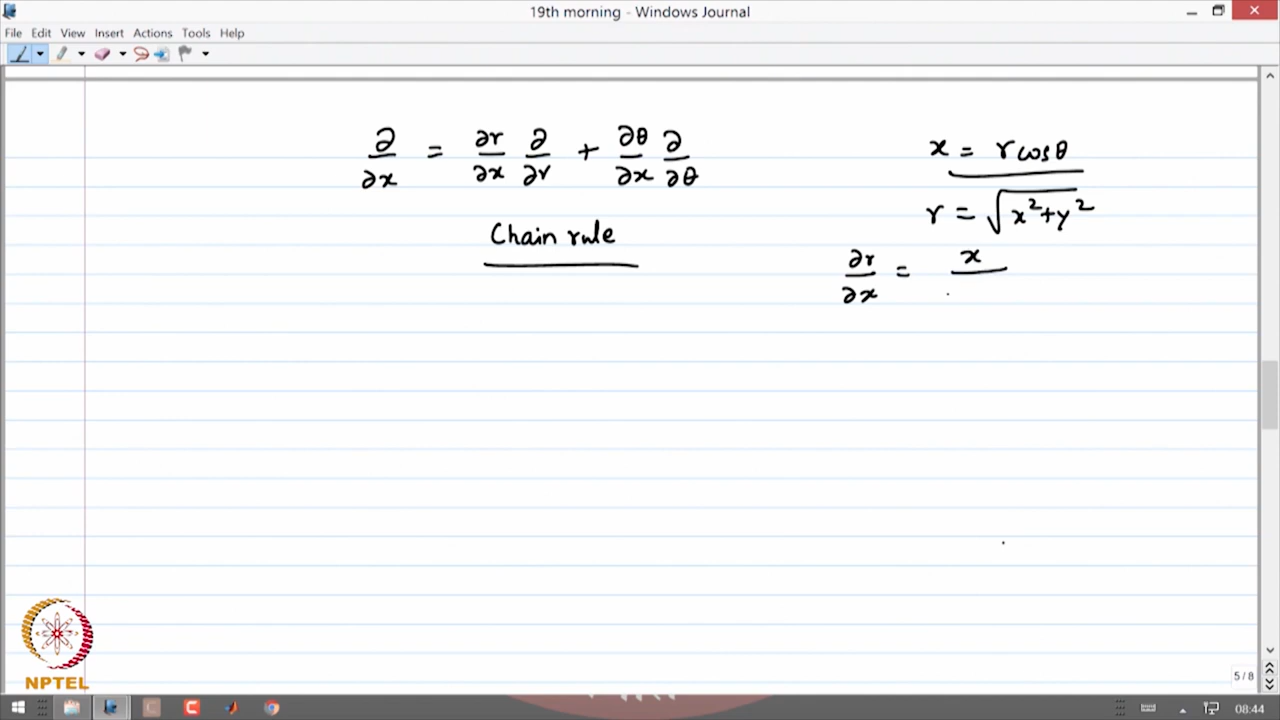 19th morning - Windows Journal
File Edit View Insert Actions Tools Help
∂/∂x = ∂r/∂x ∂/∂r + ∂θ/∂x ∂/∂θ
x = r cosθ
r = √(x²+y²)
Chain rule
∂r/∂x = x
5 / 8
NPTEL
08:44